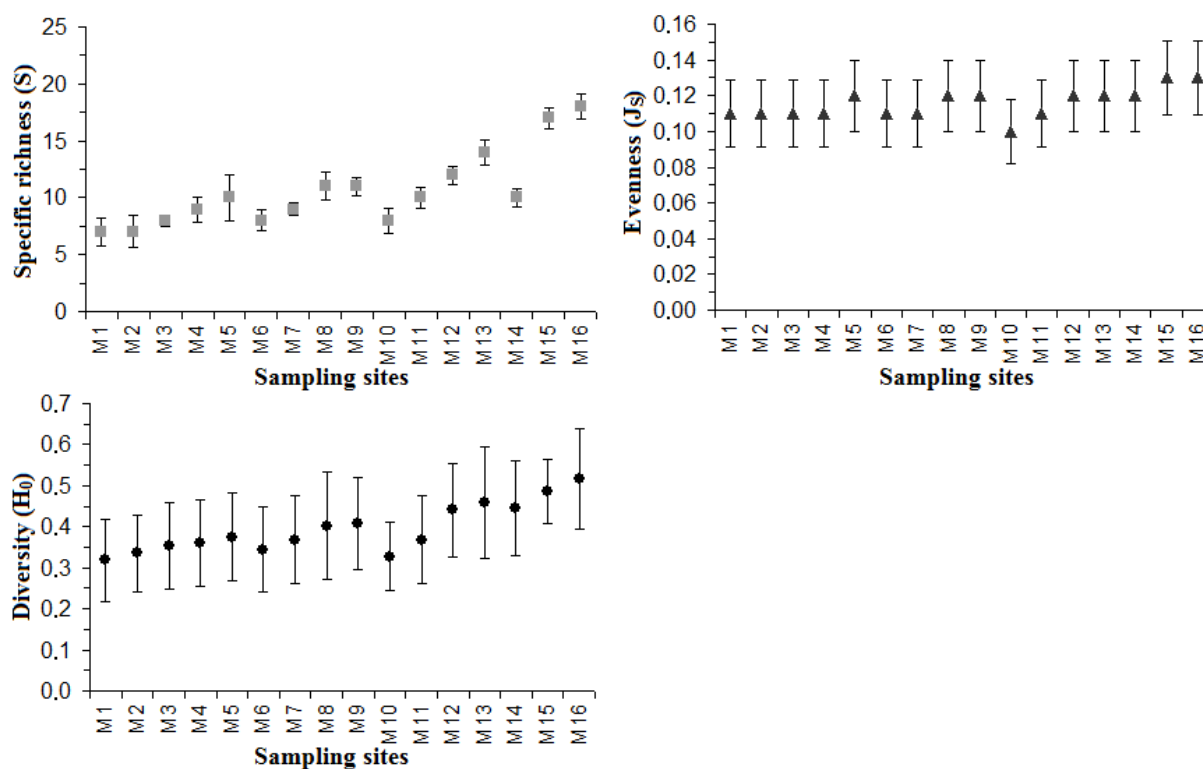 25
20
15
10
5
0
Specific richness (S)
M1 M2 M3 M4 M5 M6 M7 M8 M9 M10 M11 M12 M13 M14 M15 M16
Sampling sites
0.16
0.14
0.12
0.10
0.08
0.06
0.04
0.02
0.00
Evenness (JS)
M1 M2 M3 M4 M5 M6 M7 M8 M9 M10 M11 M12 M13 M14 M15 M16
Sampling sites
0.7
0.6
0.5
0.4
0.3
0.2
0.1
0.0
Diversity (H0)
M1 M2 M3 M4 M5 M6 M7 M8 M9 M10 M11 M12 M13 M14 M15 M16
Sampling sites